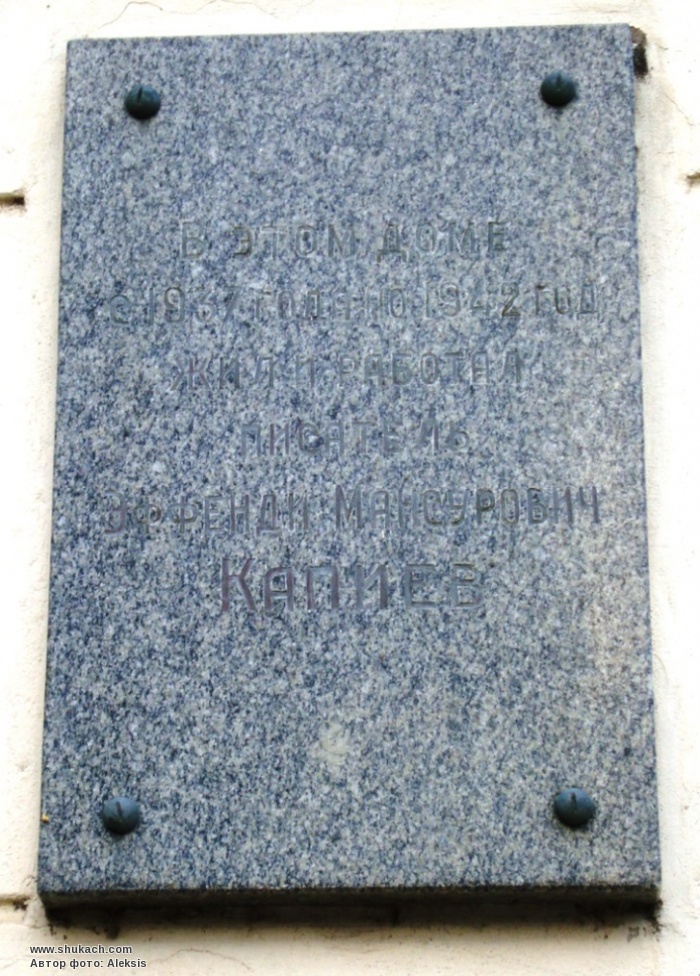 В ЭТОМ ДОМЕ
С 1937 ГОДА ПО 1942 ГОД
ЖИЛ И РАБОТАЛ
ПИСАТЕЛЬ
ЭФФЕНДИ МАНСУРОВИЧ
КАПИЕВ
www.shukach.com
Автор фото: Aleksis